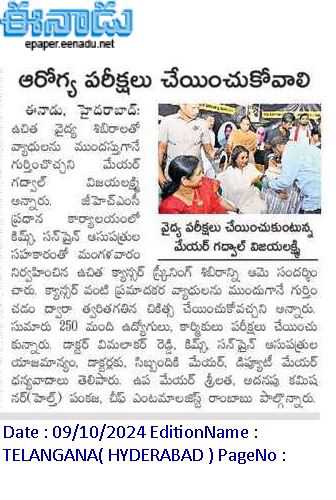 ఈనాడు
epaper.eenadu.net
ఆరోగ్య పరీక్షలు చేయించుకోవాలి
ఈనాడు, హైదరాబాద్:
ఉచిత వైద్య శిబిరాలతో
వ్యాధులను ముందస్తుగానే
గుర్తించొచ్చని మేయర్
గద్వాల్ విజయలక్ష్మి
అన్నారు. జీహెచ్ఎంసీ
ప్రధాన కార్యాలయంలో
కిమ్స్, సన్‌షైన్ ఆసుపత్రుల
సహకారంతో మంగళవారం
వైద్య పరీక్షలు చేయించుకుంటున్న
మేయర్ గద్వాల్ విజయలక్ష్మి
నిర్వహించిన ఉచిత క్యాన్సర్ స్క్రీనింగ్ శిబిరాన్ని ఆమె సందర్శిం
చారు. క్యాన్సర్ వంటి ప్రమాదకర వ్యాధులను ముందుగానే గుర్తిం
చడం ద్వారా త్వరితగతిన చికిత్స చేయించుకోవచ్చని అన్నారు.
సుమారు 250 మంది ఉద్యోగులు, కార్మికులు పరీక్షలు చేయించు
కున్నారు. డాక్టర్ విమలాకర్ రెడ్డి, కిమ్స్, సన్‌షైన్ ఆసుపత్రుల
యాజమాన్యం, డాక్టర్లకు, సిబ్బందికి మేయర్, డిప్యూటీ మేయర్
ధన్యవాదాలు తెలిపారు. ఉప మేయర్ శ్రీలత, అదనపు కమిష
నర్(హెల్త్) పంకజ, చీఫ్ ఎంటమాలజిస్ట్ రాంబాబు పాల్గొన్నారు.
Date : 09/10/2024 EditionName :
TELANGANA( HYDERABAD ) PageNo :